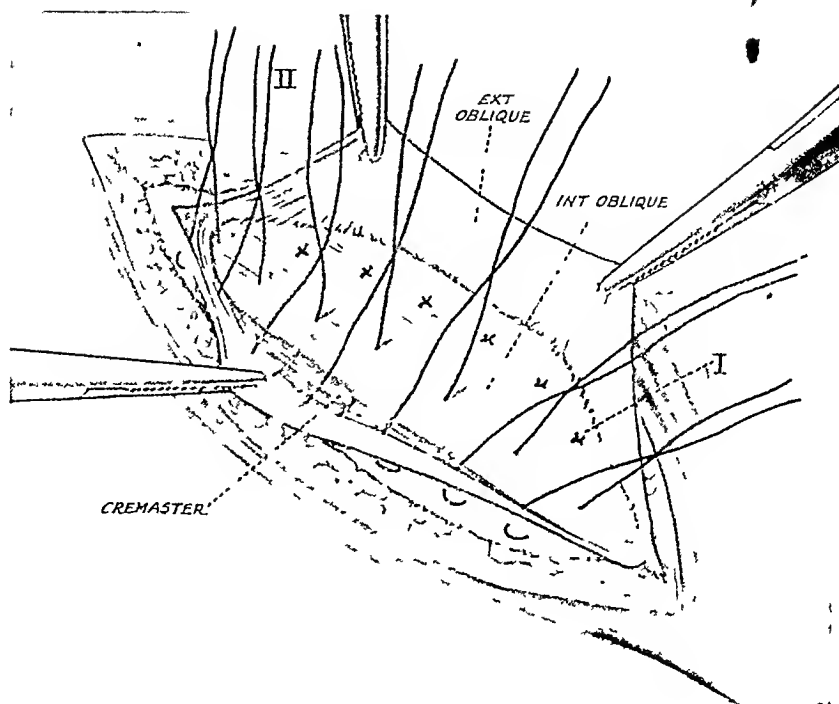 II
EXT
OBLIQUE
INT OBLIQUE
I
CREMASTER